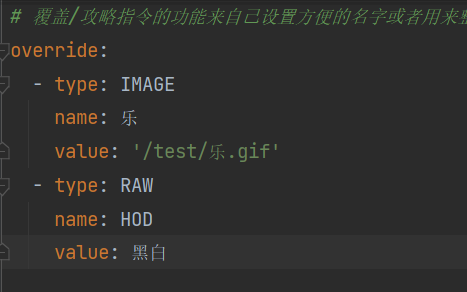 # 覆盖/攻略指令的功能来自己设置方便的名字或者用来
override:
- type: IMAGE
name: 乐
value: '/test/乐.gif'
- type: RAW
name: HOD
value: 黑白